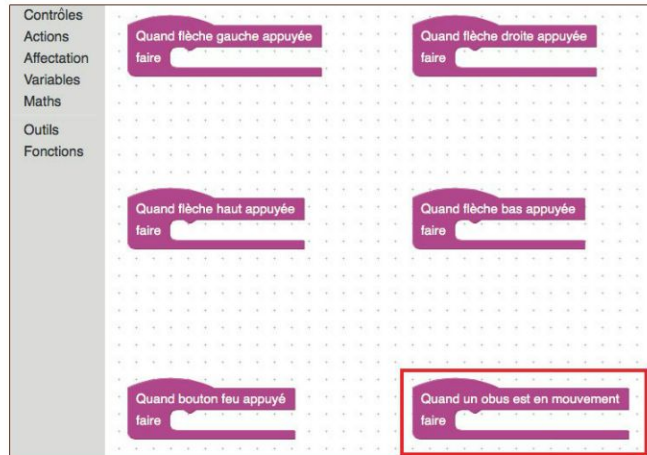 Contrôles
Actions
Affectation
Variables
Maths
Outils
Fonctions
Quand flèche gauche appuyée
faire
Quand flèche droite appuyée
faire
Quand flèche haut appuyée
faire
Quand flèche bas appuyée
faire
Quand bouton feu appuyé
faire
Quand un obus est en mouvement
faire